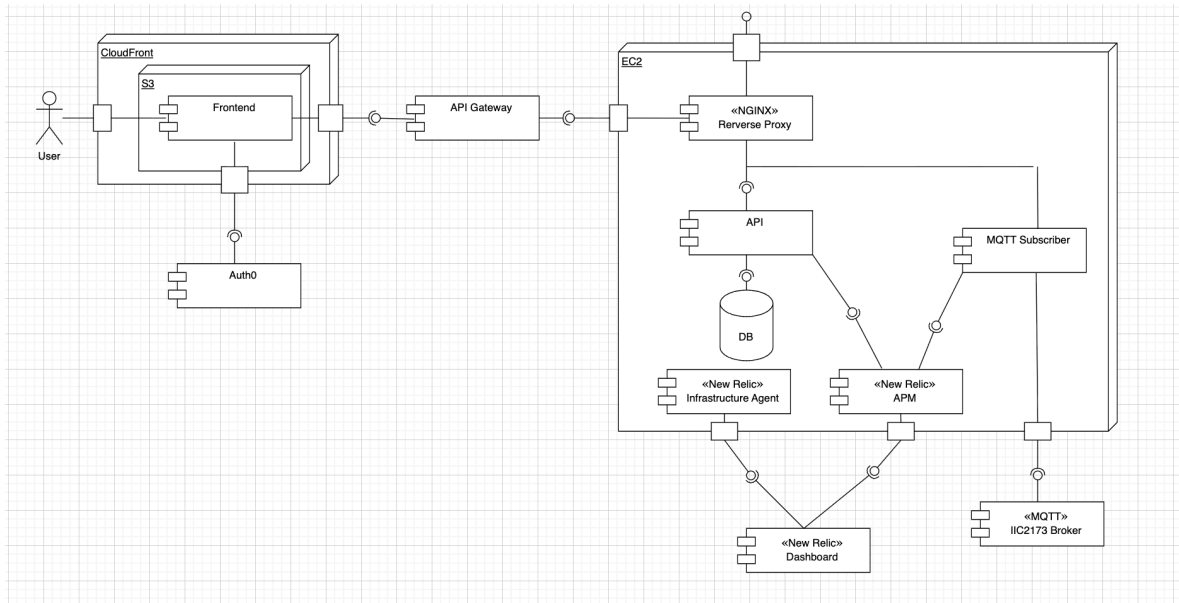 CloudFront
S3
Frontend
User
Auth0
API Gateway
EC2
«NGINX»
Rerverse Proxy
API
MQTT Subscriber
DB
«New Relic»
Infrastructure Agent
«New Relic»
APM
«New Relic»
Dashboard
«MQTT»
IIC2173 Broker